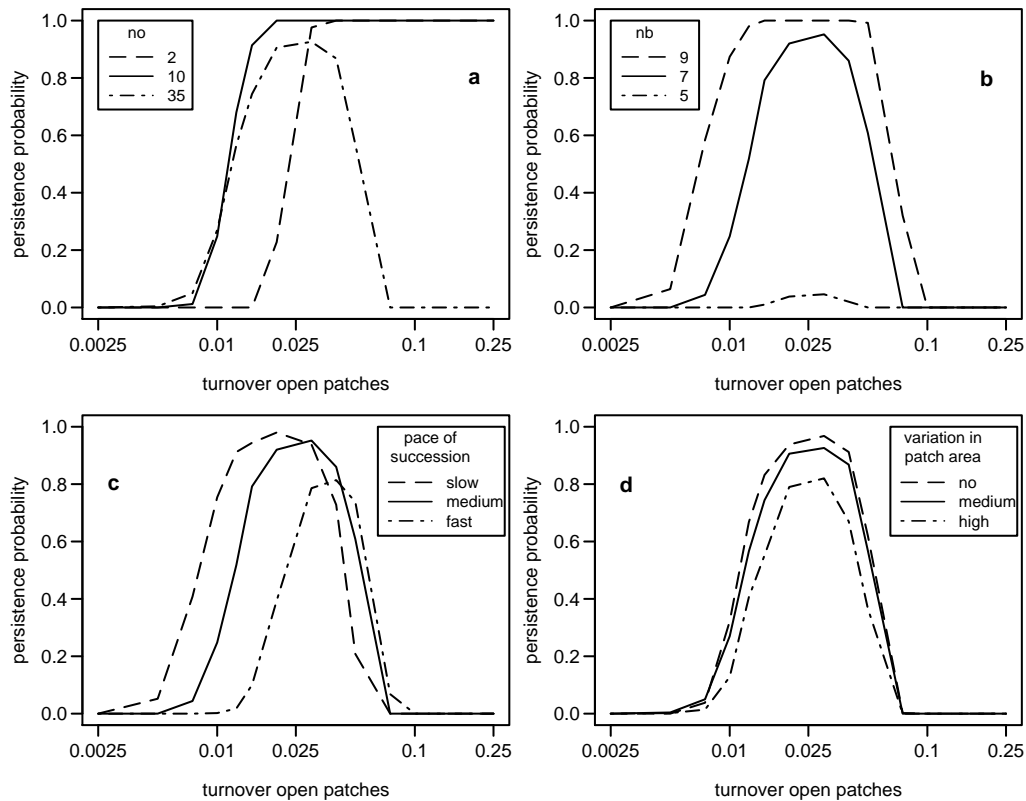 no
2
10
35
a
1.0
0.8
0.6
0.4
0.2
0.0
persistence probability
0.0025
0.01
0.025
0.1
0.25
turnover open patches
nb
9
7
5
b
1.0
0.8
0.6
0.4
0.2
0.0
persistence probability
0.0025
0.01
0.025
0.1
0.25
turnover open patches
pace of
succession
slow
medium
fast
c
1.0
0.8
0.6
0.4
0.2
0.0
persistence probability
0.0025
0.01
0.025
0.1
0.25
turnover open patches
variation in
patch area
no
medium
high
d
1.0
0.8
0.6
0.4
0.2
0.0
persistence probability
0.0025
0.01
0.025
0.1
0.25
turnover open patches